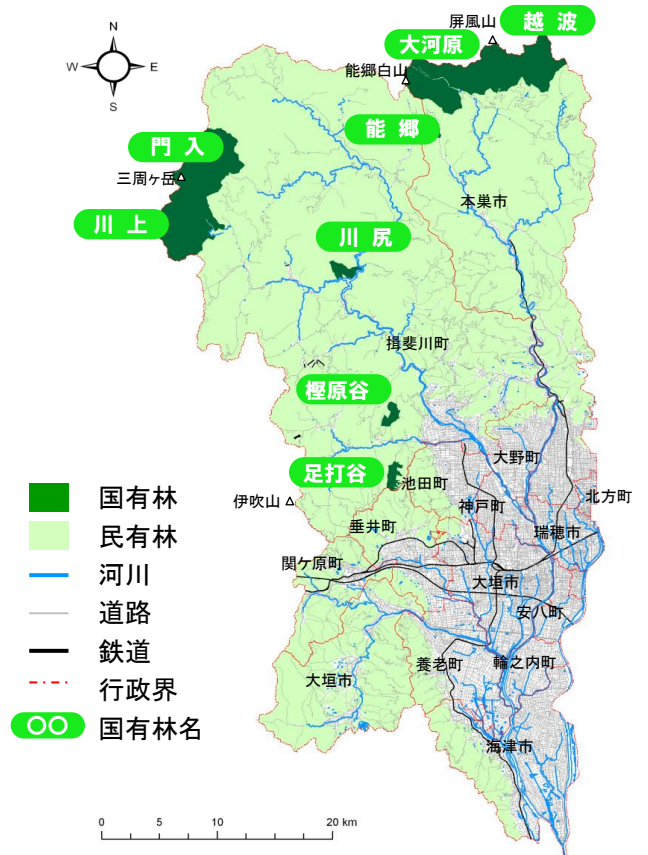 N
W
E
S
屏風山
越波
大河原
能郷白山
能郷
門入
三周ヶ岳
本巣市
川上
川尻
揖斐川町
樫原谷
大野町
足打谷
池田町
北方町
伊吹山
神戸町
垂井町
瑞穂市
関ケ原町
大垣市
安八町
養老町
輪之内町
大垣市
海津市
国有林
民有林
河川
道路
鉄道
行政界
○○
国有林名
0 5 10 20 km